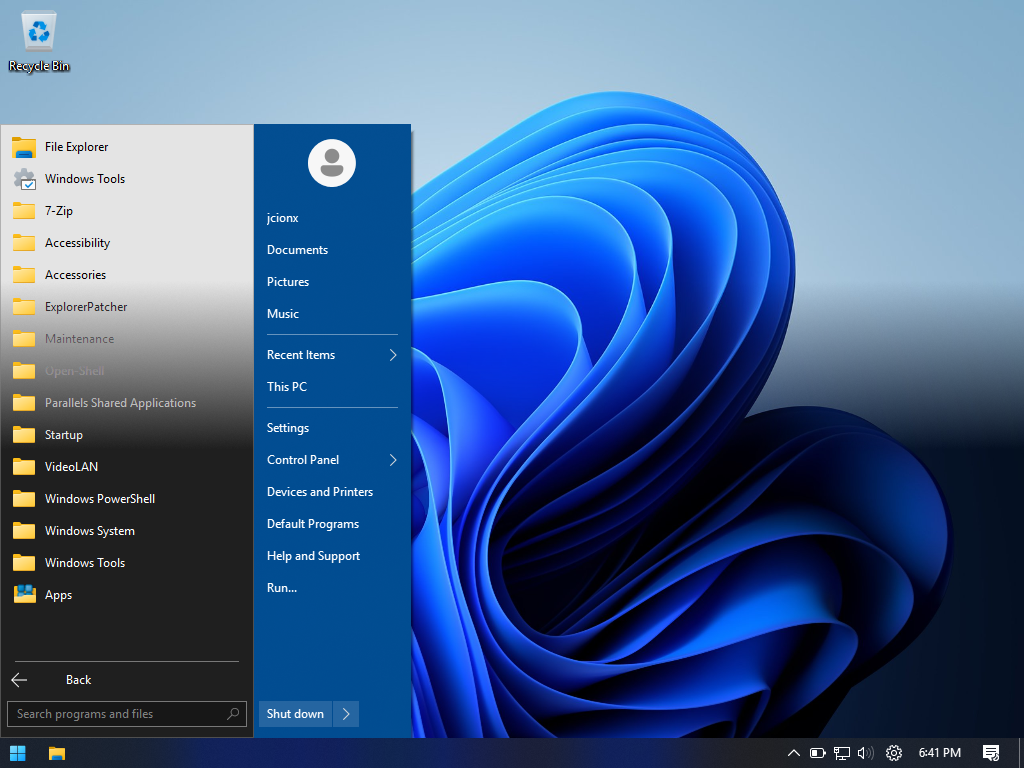 Recycle Bin
File Explorer
Windows Tools
7-Zip
Accessibility
Accessories
ExplorerPatcher
Maintenance
Open-Shell
Parallels Shared Applications
Startup
VideoLAN
Windows PowerShell
Windows System
Windows Tools
Apps
Back
Search programs and files
jcionx
Documents
Pictures
Music
Recent Items
This PC
Settings
Control Panel
Devices and Printers
Default Programs
Help and Support
Run...
Shut down
6:41 PM